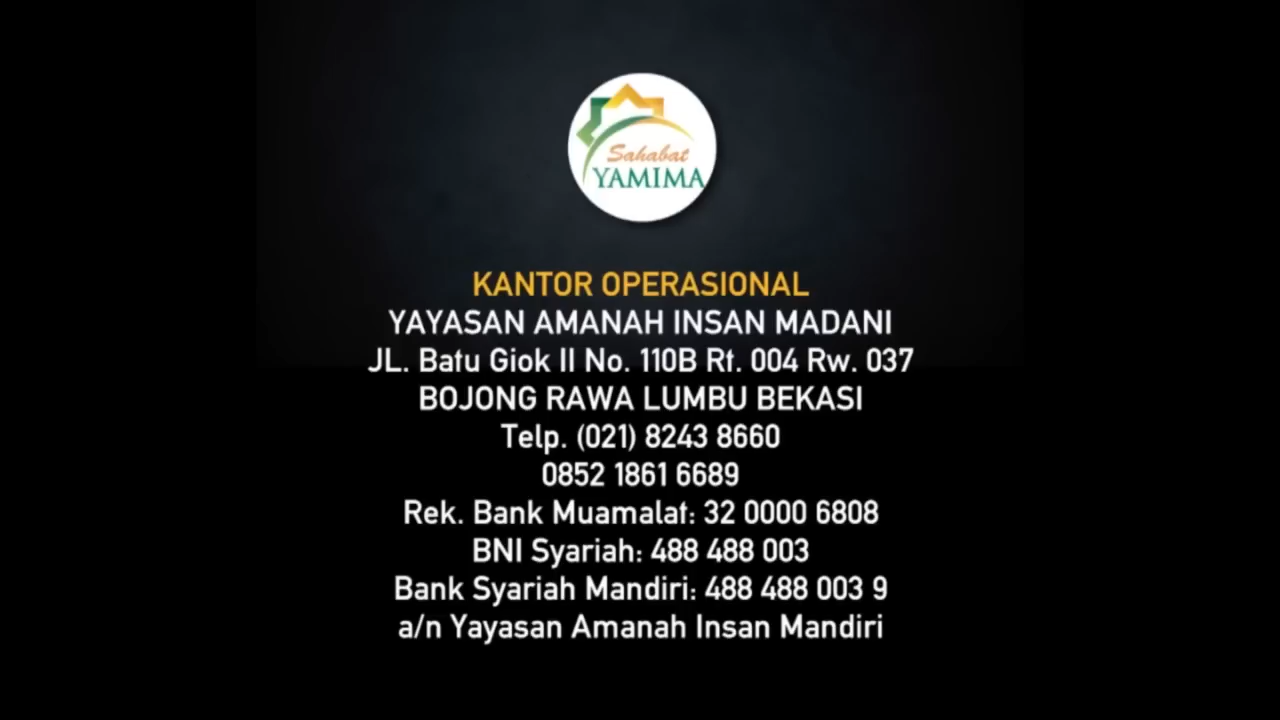 Sahabat
YAMIMA
KANTOR OPERASIONAL
YAYASAN AMANAH INSAN MADANI
JL. Batu Giok II No. 110B Rt. 004 Rw. 037
BOJONG RAWA LUMBU BEKASI
Telp. (021) 8243 8660
0852 1861 6689
Rek. Bank Muamalat: 32 0000 6808
BNI Syariah: 488 488 003
Bank Syariah Mandiri: 488 488 003 9
a/n Yayasan Amanah Insan Mandiri